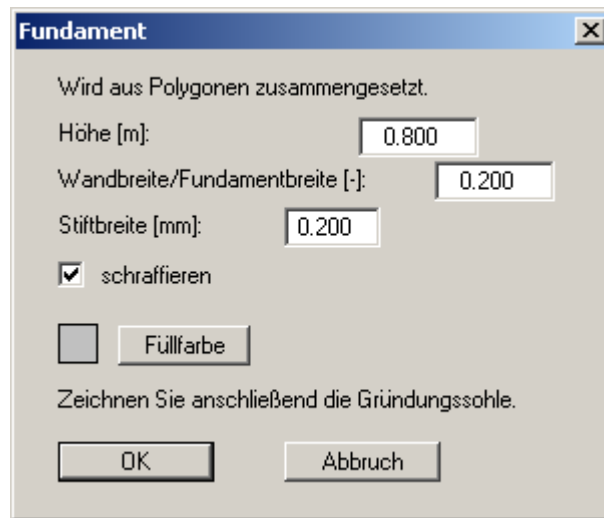 Fundament
Wird aus Polygonen zusammengesetzt.
Höhe [m]: 0.800
Wandbreite/Fundamentbreite [-]: 0.200
Stiftbreite [mm]: 0.200
schraffieren
Füllfarbe
Zeichnen Sie anschließend die Gründungssohle.
OK Abbruch